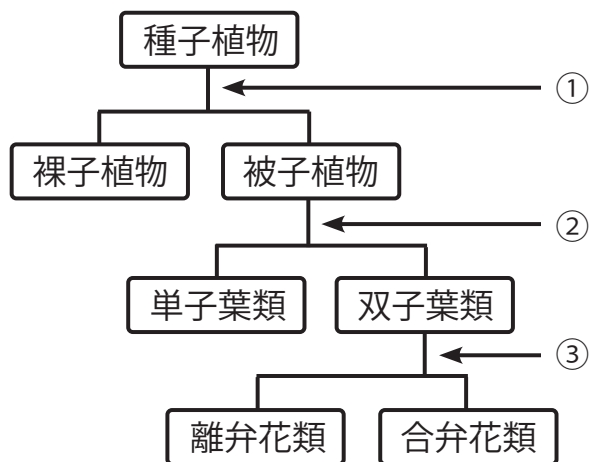 種子植物
①
裸子植物
被子植物
②
単子葉類
双子葉類
③
離弁花類
合弁花類